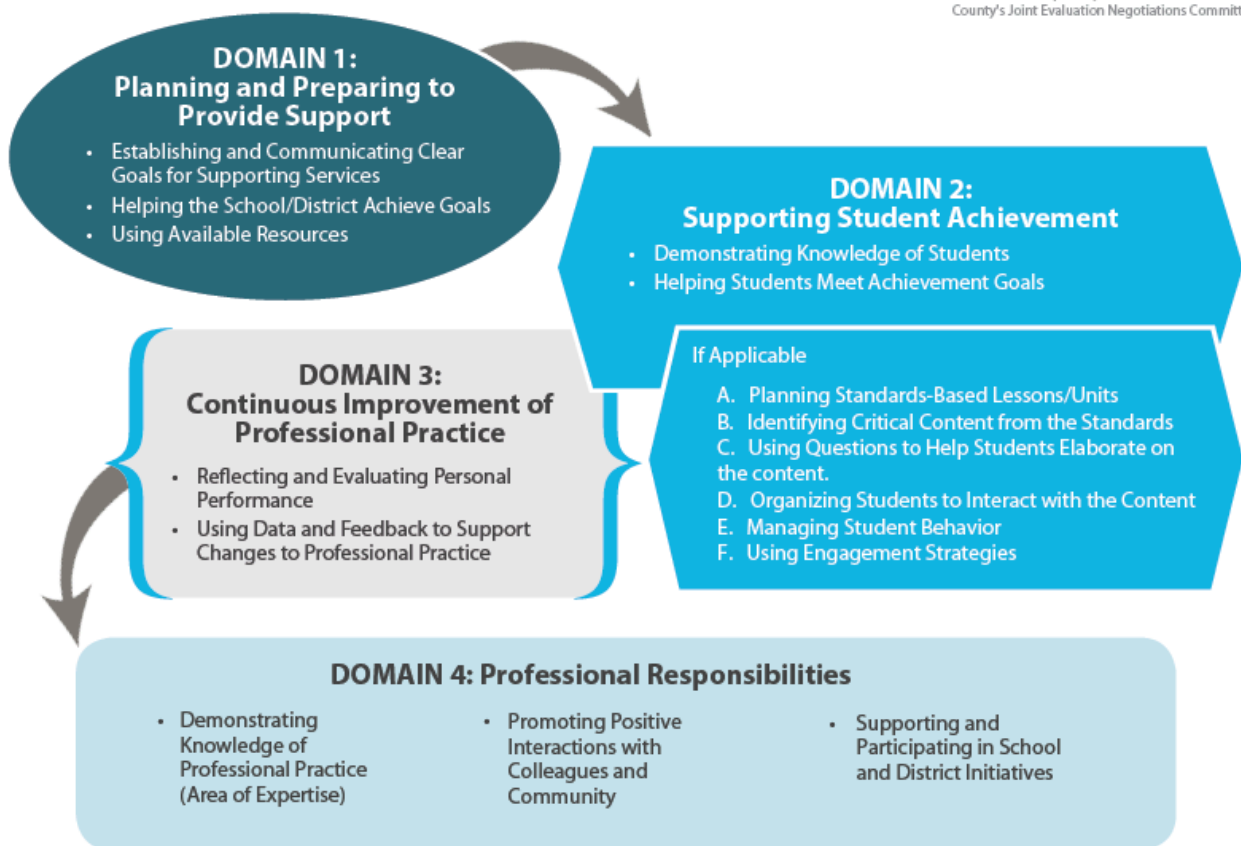 County's Joint Evaluation Negotiations
DOMAIN 1:
Planning and Preparing to
Provide Support
• Establishing and Communicating Clear
Goals for Supporting Services
• Helping the School/District Achieve Goals
• Using Available Resources
DOMAIN 2:
Supporting Student Achievement
• Demonstrating Knowledge of Students
• Helping Students Meet Achievement Goals
If Applicable
A. Planning Standards-Based Lessons/Units
B. Identifying Critical Content from the Standards
C. Using Questions to Help Students Elaborate on
the content.
D. Organizing Students to Interact with the Content
E. Managing Student Behavior
F. Using Engagement Strategies
DOMAIN 3:
Continuous Improvement of
Professional Practice
• Reflecting and Evaluating Personal
Performance
• Using Data and Feedback to Support
Changes to Professional Practice
DOMAIN 4: Professional Responsibilities
• Demonstrating
Knowledge of
Professional Practice
(Area of Expertise)
• Promoting Positive
Interactions with
Colleagues and
Community
• Supporting and
Participating in School
and District Initiatives